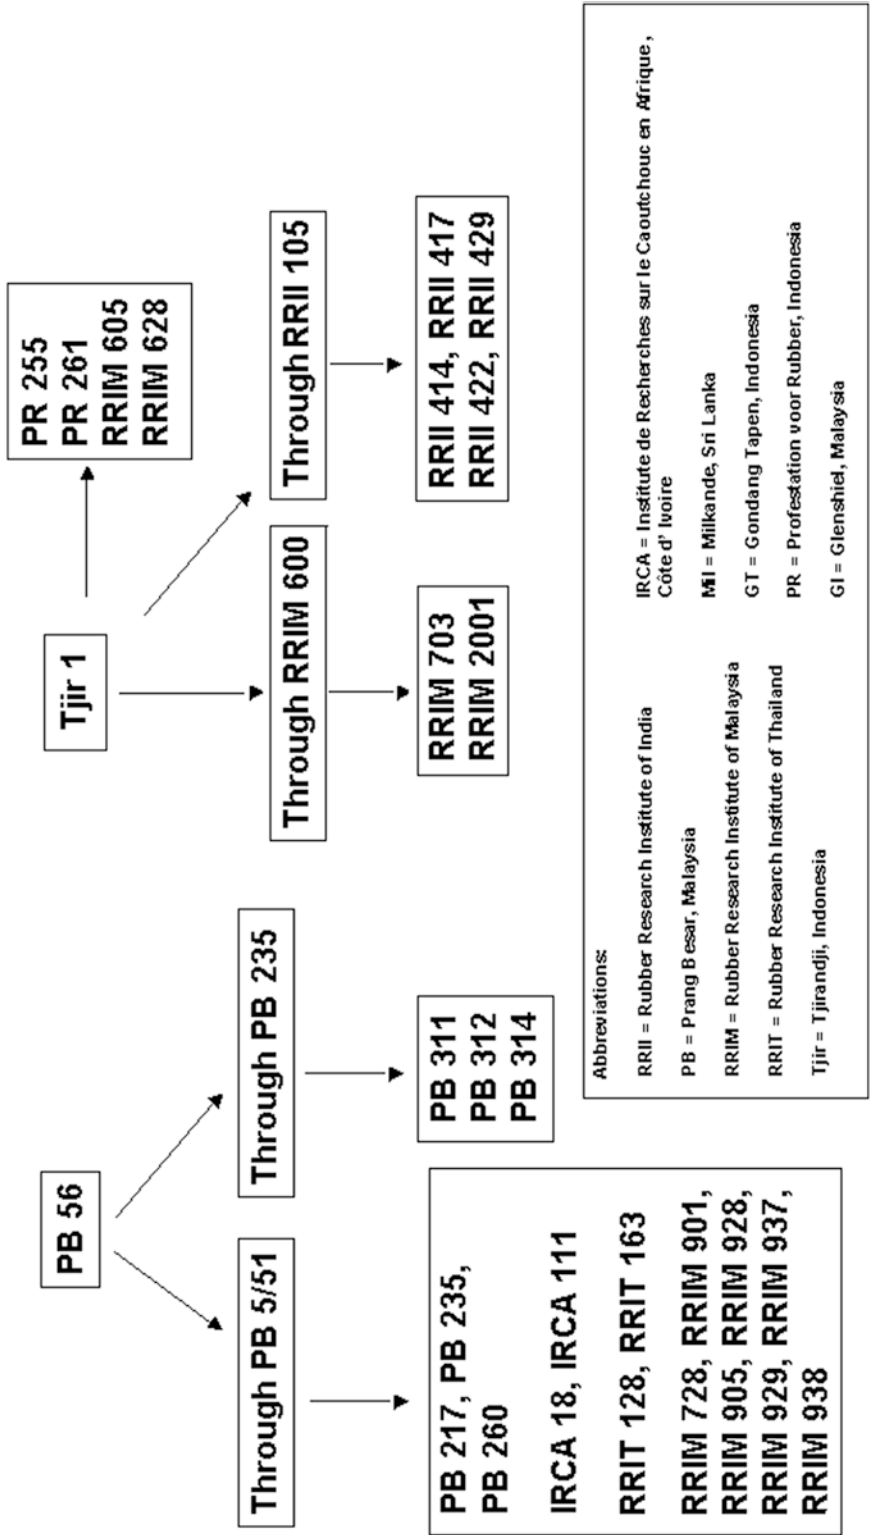 PB 56
Through PB 5/51
Through PB 235
PB 217, PB 235,
PB 260
IRCA 18, IRCA 111
RRIT 128, RRIT 163
RRIM 728, RRIM 901,
RRIM 905, RRIM 928,
RRIM 929, RRIM 937,
RRIM 938
PB 311
PB 312
PB 314
Tjir 1
PR 255
PR 261
RRIM 605
RRIM 628
Through RRIM 600
Through RRII 105
RRIM 703
RRIM 2001
RRII 414, RRII 417
RRII 422, RRII 429
Abbreviations:
RRII = Rubber Research Institute of India
PB = Prang Besar, Malaysia
RRIM = Rubber Research Institute of Malaysia
RRIT = Rubber Research Institute of Thailand
Tjir = Tjirandji, Indonesia
IRCA = Institute de Recherches sur le Caoutchouc en Afrique,
Côte d' Ivoire
Mil = Milkande, Sri Lanka
GT = Gondang Tapen, Indonesia
PR = Profestation voor Rubber, Indonesia
Gl = Glenshiel, Malaysia